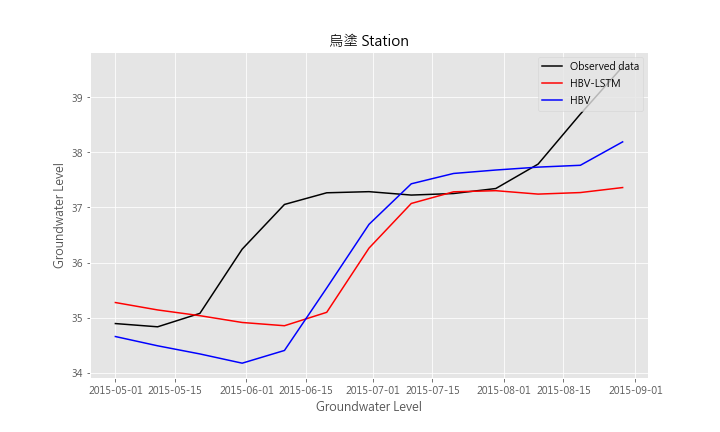 烏塗 Station
Observed data
HBV-LSTM
HBV
Groundwater Level
39
38
37
36
35
34
2015-05-01 2015-05-15 2015-06-01 2015-06-15 2015-07-01 2015-07-15 2015-08-01 2015-08-15 2015-09-01
Groundwater Level